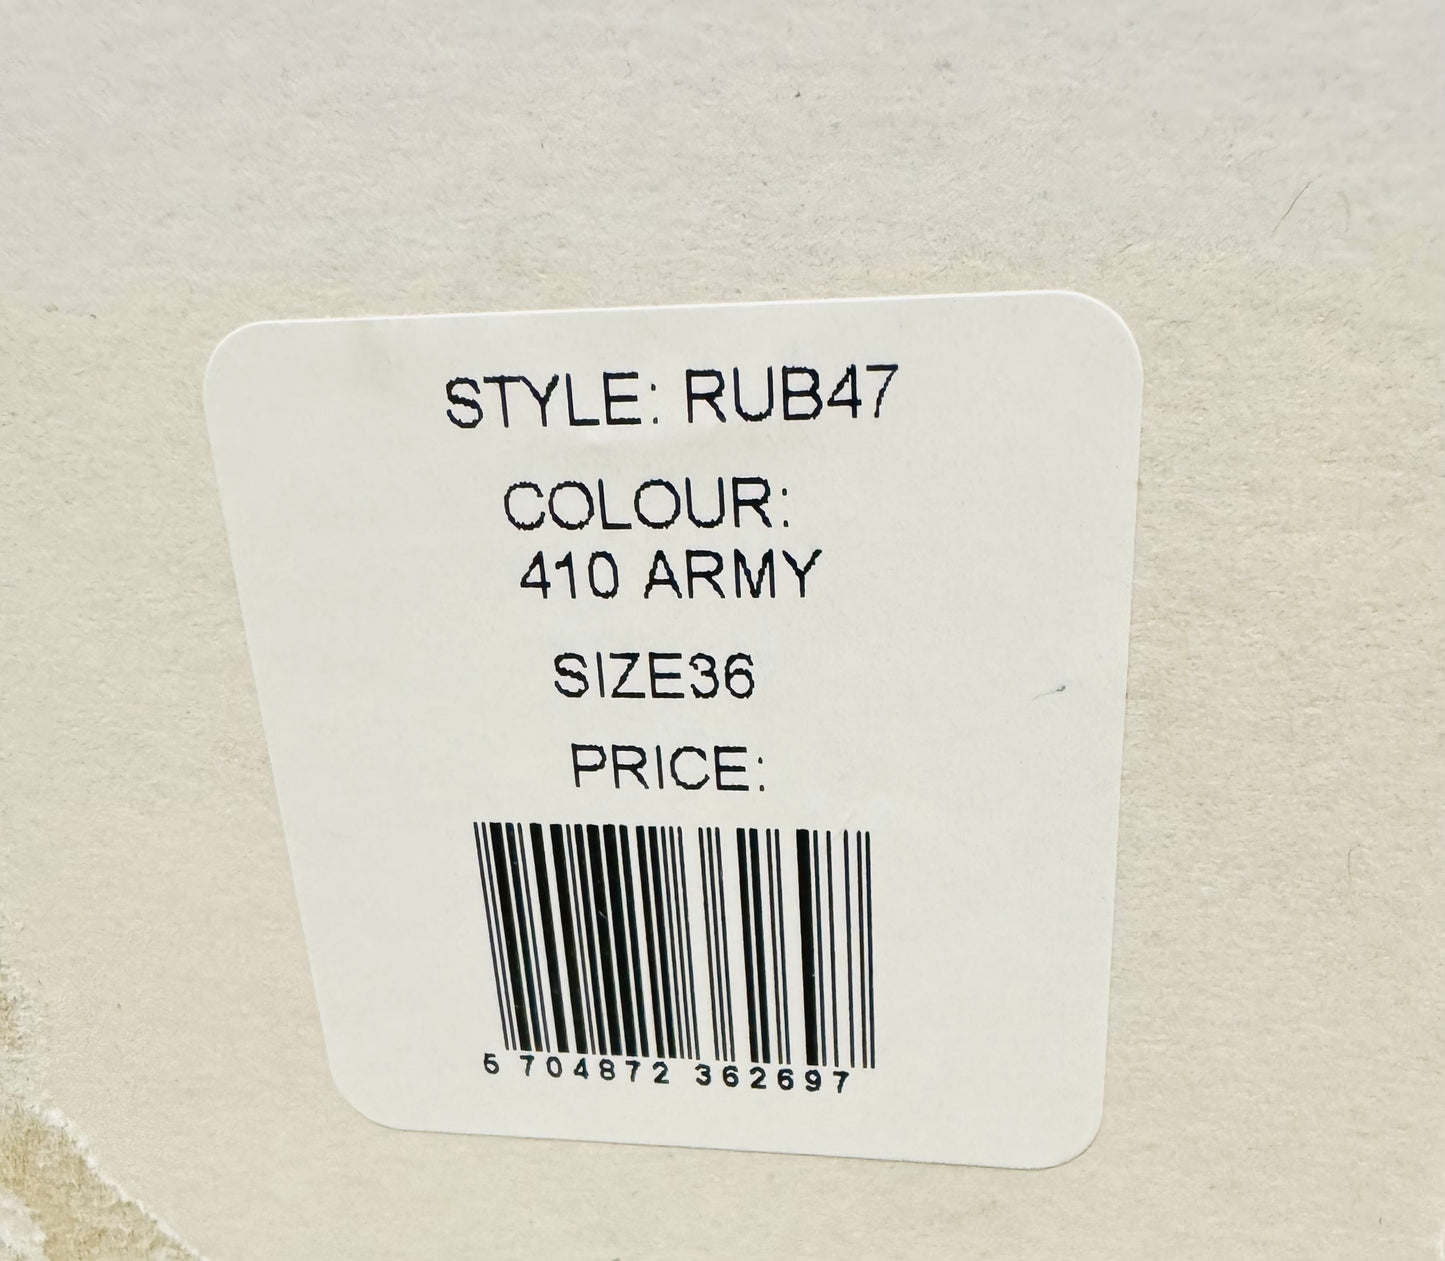 STYLE: RUB47
COLOUR:
410 ARMY
SIZE36
PRICE:
5 704872 362697